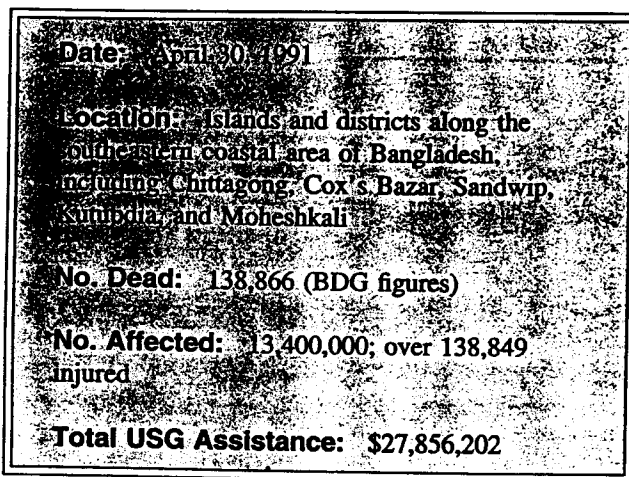 Date: April 30, 1991
Location: Islands and districts along the
southeastern coastal area of Bangladesh,
including Chittagong, Cox's Bazar, Sandwip,
Kutubdia, and Moheshkali
No. Dead: 138,866 (BDG figures)
No. Affected: 13,400,000; over 138,849
injured
Total USG Assistance: $27,856,202